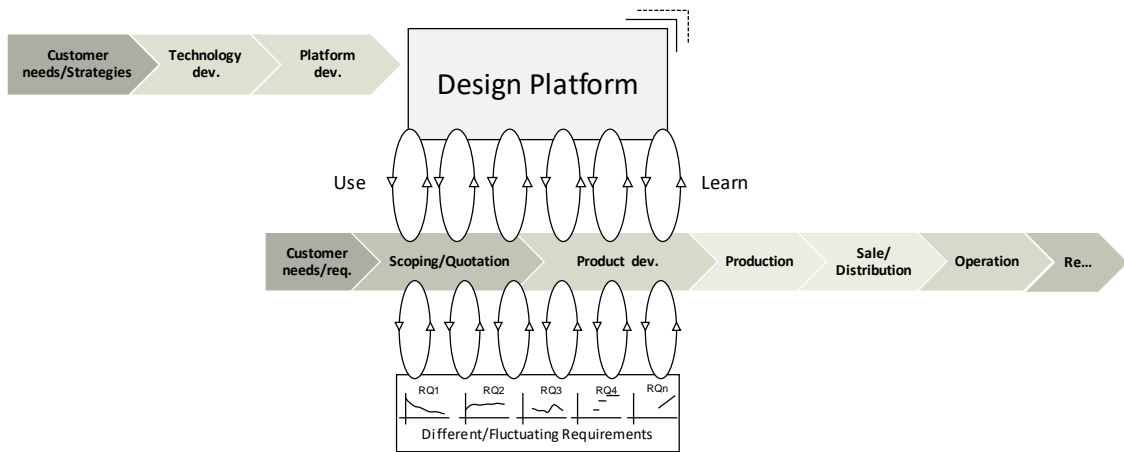 Customer
needs/Strategies
Technology
dev.
Platform
dev.
Design Platform
Use
Learn
Customer
needs/req.
Scoping/Quotation
Product dev.
Production
Sale/
Distribution
Operation
Re...
RQ1
RQ2
RQ3
RQ4
RQn
Different/Fluctuating Requirements